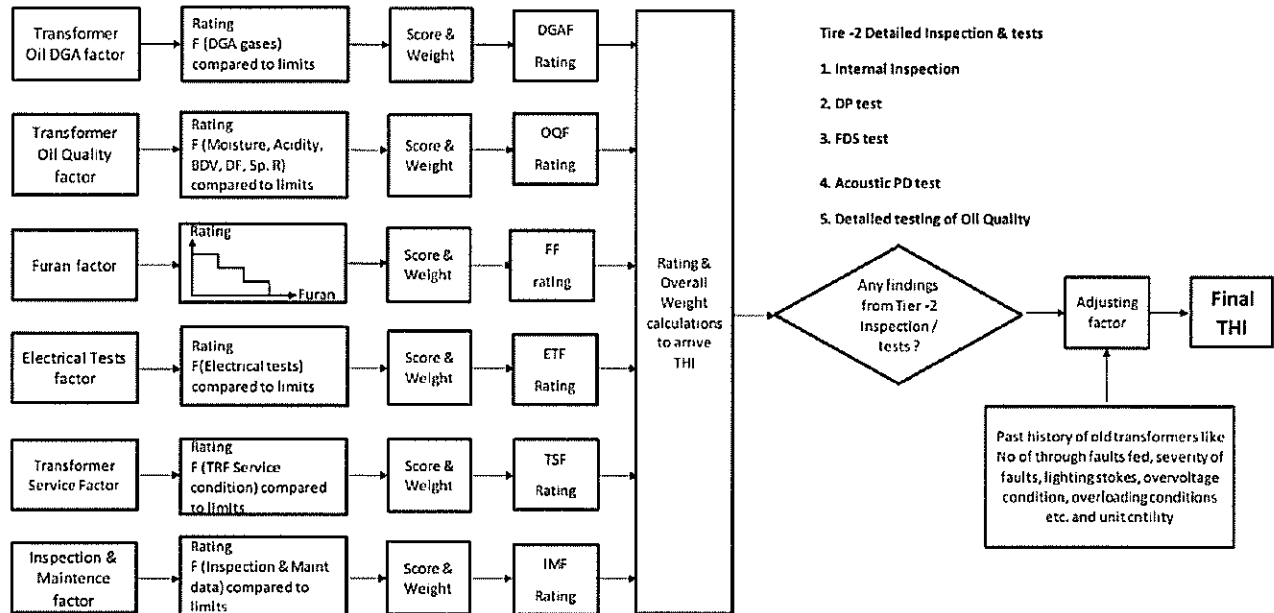 Transformer
Oil DGA factor
Rating
F (DGA gases)
compared to limits
Score &
Weight
DGAF
Rating
Transformer
Oil Quality
factor
Rating
F (Moisture, Acidity,
BDV, DF, Sp. R)
compared to limits
Score &
Weight
OQF
Rating
Furan factor
Rating
Furan
Score &
Weight
FF
rating
Electrical Tests
factor
Rating
F(Electrical tests)
compared to limits
Score &
Weight
ETF
Rating
Transformer
Service Factor
Rating
F (TRF Service
condition) compared
to limits
Score &
Weight
TSF
Rating
Inspection &
Maintence
factor
Rating
F (Inspection & Maint
data) compared to
limits
Score &
Weight
IMF
Rating
Rating &
Overall
Weight
calculations
to arrive
THI
Tire -2 Detailed Inspection & tests
1. Internal Inspection
2. DP test
3. FDS test
4. Acoustic PD test
5. Detailed testing of Oil Quality
Any findings
from Tier -2
Inspection /
tests ?
Adjusting
factor
Final
THI
Past history of old transformers like
No of through faults fed, severity of
faults, lighting stokes, overvoltage
condition, overloading conditions
etc. and unit cntility